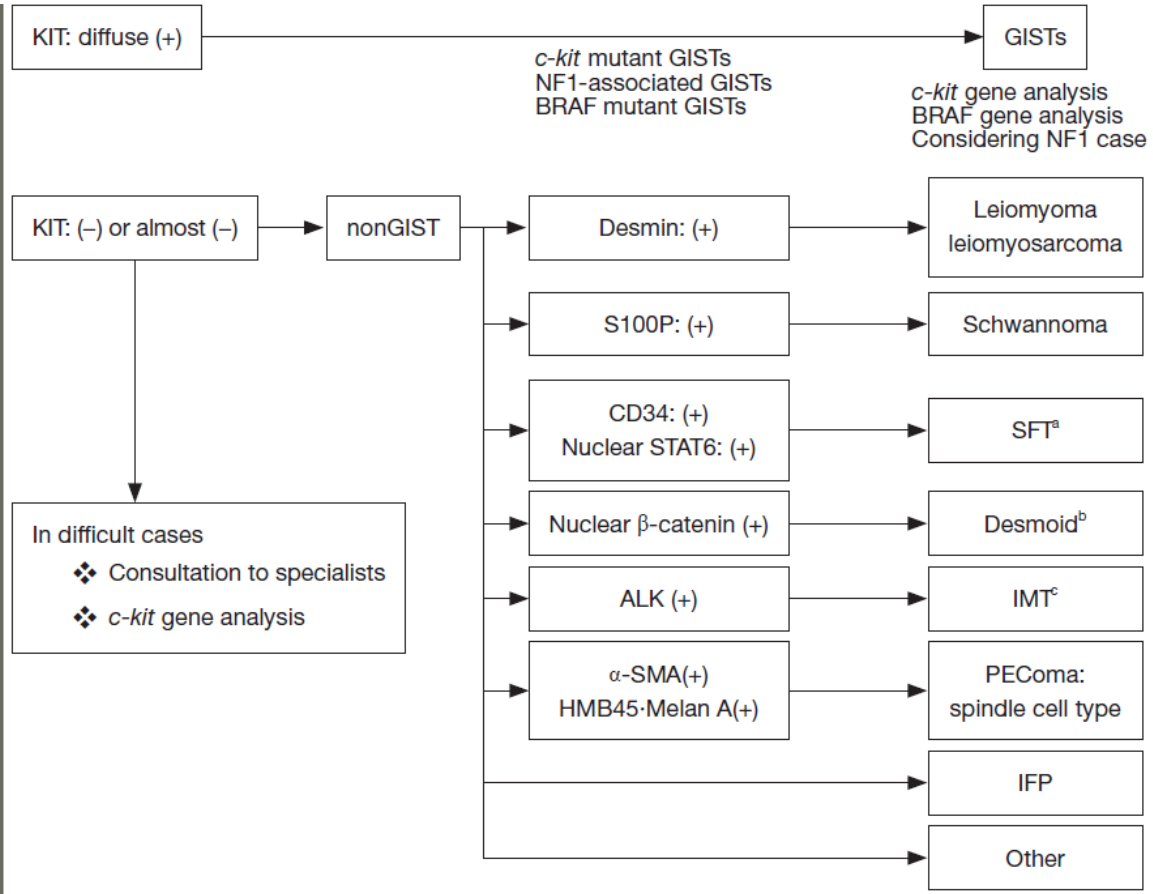 KIT: diffuse (+)
GISTs
c-kit mutant GISTs
NF1-associated GISTs
BRAF mutant GISTs
c-kit gene analysis
BRAF gene analysis
Considering NF1 case
KIT: (–) or almost (–)
nonGIST
Desmin: (+)
Leiomyoma
leiomyosarcoma
S100P: (+)
Schwannoma
CD34: (+)
Nuclear STAT6: (+)
SFTa
In difficult cases
❖ Consultation to specialists
❖ c-kit gene analysis
Nuclear β-catenin (+)
Desmoidb
ALK (+)
IMTc
α-SMA(+)
HMB45·Melan A(+)
PEComa:
spindle cell type
IFP
Other